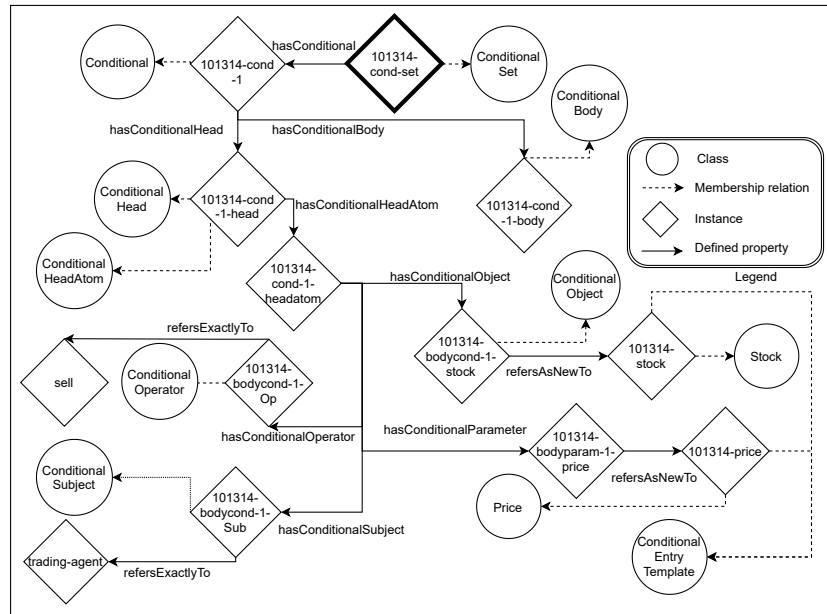 Conditional
101314-
cond
-1
hasConditional
101314-
cond-set
Conditional
Set
Conditional
Body
hasConditionalHead
hasConditionalBody
Conditional
Head
101314-cond
-1-head
hasConditionalHeadAtom
101314-cond
-1-body
Class
Membership relation
Instance
Defined property
Legend
Conditional
HeadAtom
101314-
cond-1-
headatom
hasConditionalObject
Conditional
Object
refersExactlyTo
sell
Conditional
Operator
101314-
bodycond-1-
Op
101314-
bodycond-1-
stock
refersAsNewTo
101314-
stock
Stock
hasConditionalOperator
hasConditionalParameter
101314-
bodyparam-1-
price
refersAsNewTo
101314-price
Conditional
Subject
101314-
bodycond-1-
Sub
hasConditionalSubject
Price
trading-agent
refersExactlyTo
Conditional
Entry
Template